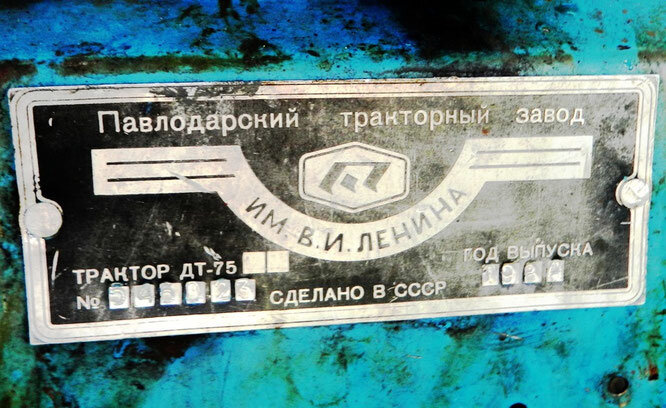 Павлодарский тракторный завод
ИМ. В.И. ЛЕНИНА
ТРАКТОР ДТ-75
ГОД ВЫПУСКА
№ СДЕЛАНО В СССР